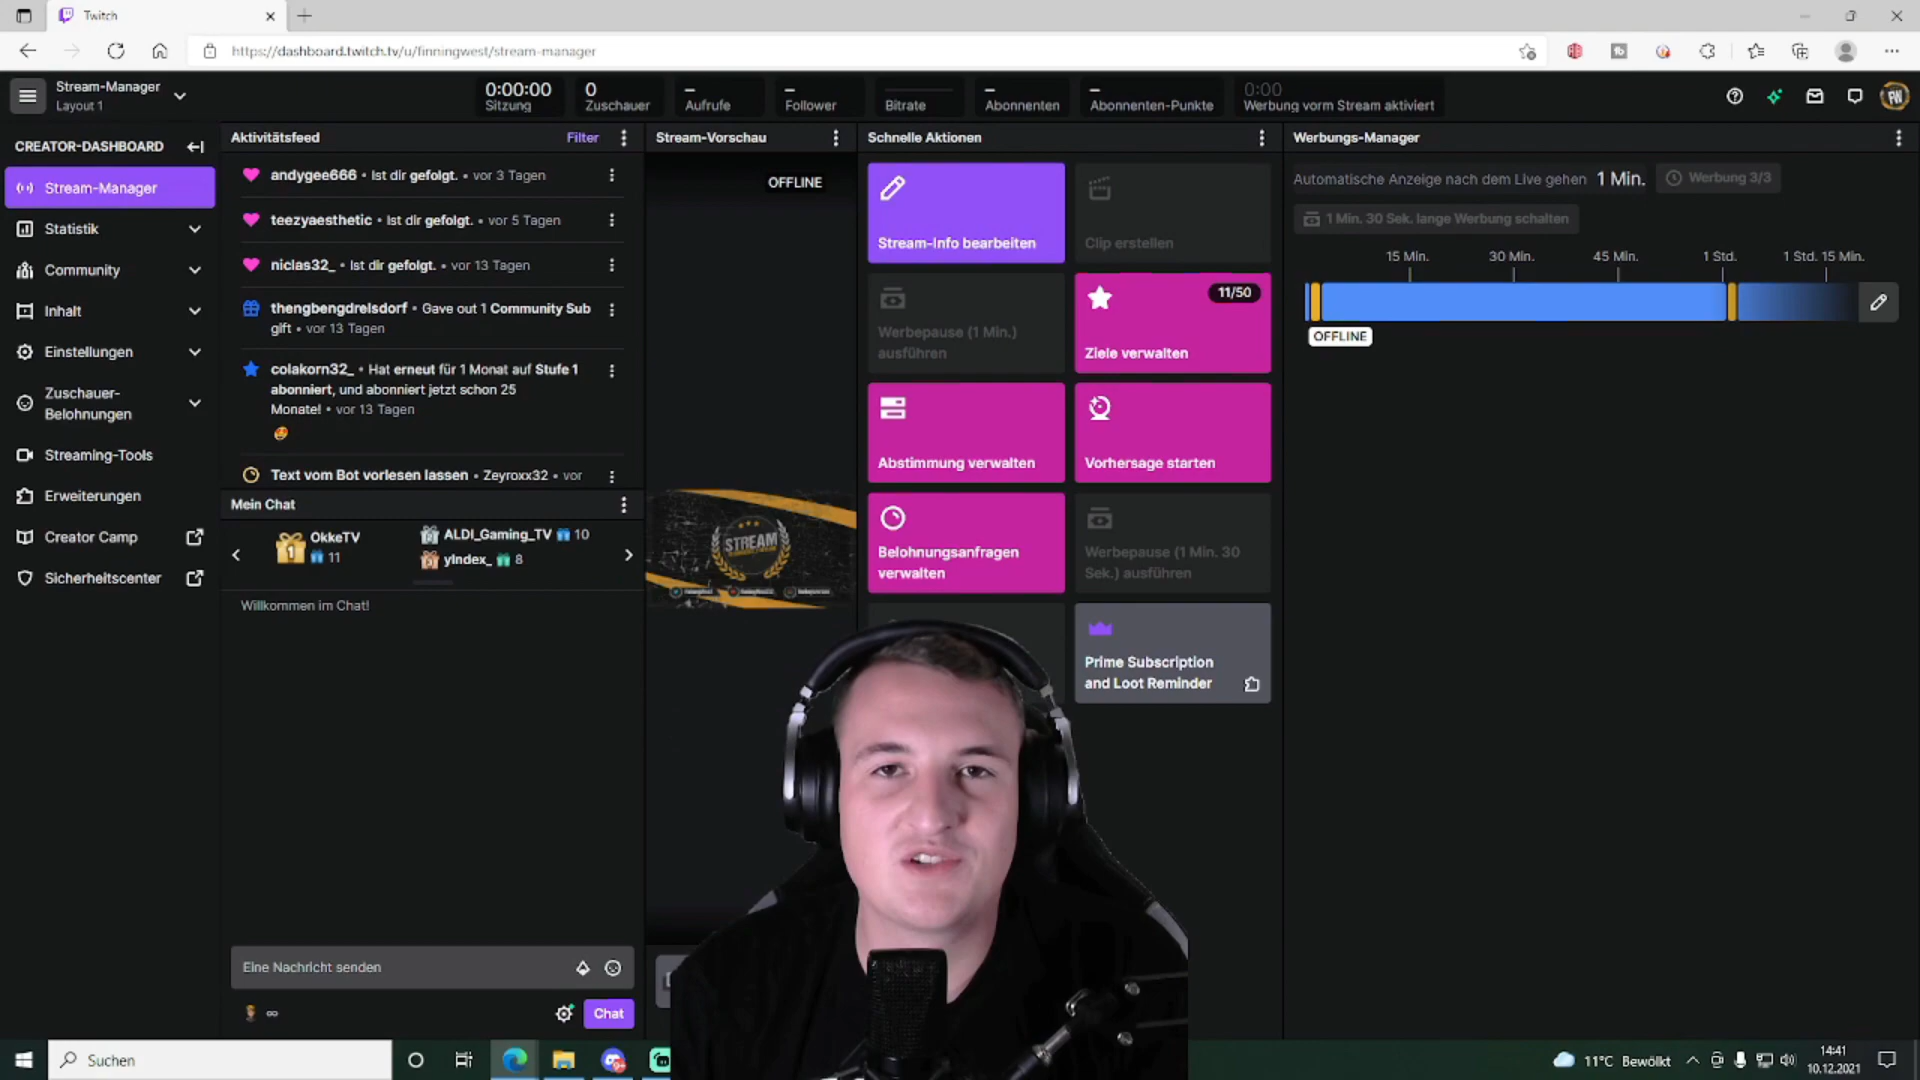 Twitch
https://dashboard.twitch.tv/u/finningwest/stream-manager
Stream-Manager
Layout 1
0:00:00
Sitzung
0
Zuschauer
–
Aufrufe
–
Follower
Bitrate
–
Abonnenten
–
Abonnenten-Punkte
0:00
Werbung vorm Stream aktiviert
FW
CREATOR-DASHBOARD
Stream-Manager
Statistik
Community
Inhalt
Einstellungen
Zuschauer-
Belohnungen
Streaming-Tools
Erweiterungen
Creator Camp
Sicherheitscenter
Aktivitätsfeed
Filter
andygee666 • Ist dir gefolgt. • vor 3 Tagen
teezyaesthetic • Ist dir gefolgt. • vor 5 Tagen
niclas32_ • Ist dir gefolgt. • vor 13 Tagen
thengbengdrelsdorf • Gave out 1 Community Sub
gift • vor 13 Tagen
colakorn32_ • Hat erneut für 1 Monat auf Stufe 1
abonniert, und abonniert jetzt schon 25
Monate! • vor 13 Tagen
Text vom Bot vorlesen lassen • Zeyroxx32 • vor
Mein Chat
1
OkkeTV
11
ALDI_Gaming_TV 10
yIndex_ 8
Willkommen im Chat!
Eine Nachricht senden
∞
Chat
Stream-Vorschau
OFFLINE
STREAM
Schnelle Aktionen
Stream-Info bearbeiten
Clip erstellen
Werbepause (1 Min.)
ausführen
11/50
Ziele verwalten
Abstimmung verwalten
Vorhersage starten
Belohnungsanfragen
verwalten
Werbepause (1 Min. 30
Sek.) ausführen
Prime Subscription
and Loot Reminder
Werbungs-Manager
Automatische Anzeige nach dem Live gehen 1 Min.
Werbung 3/3
1 Min. 30 Sek. lange Werbung schalten
15 Min.
30 Min.
45 Min.
1 Std.
1 Std. 15 Min.
OFFLINE
Suchen
11°C Bewölkt
14:41
10.12.2021